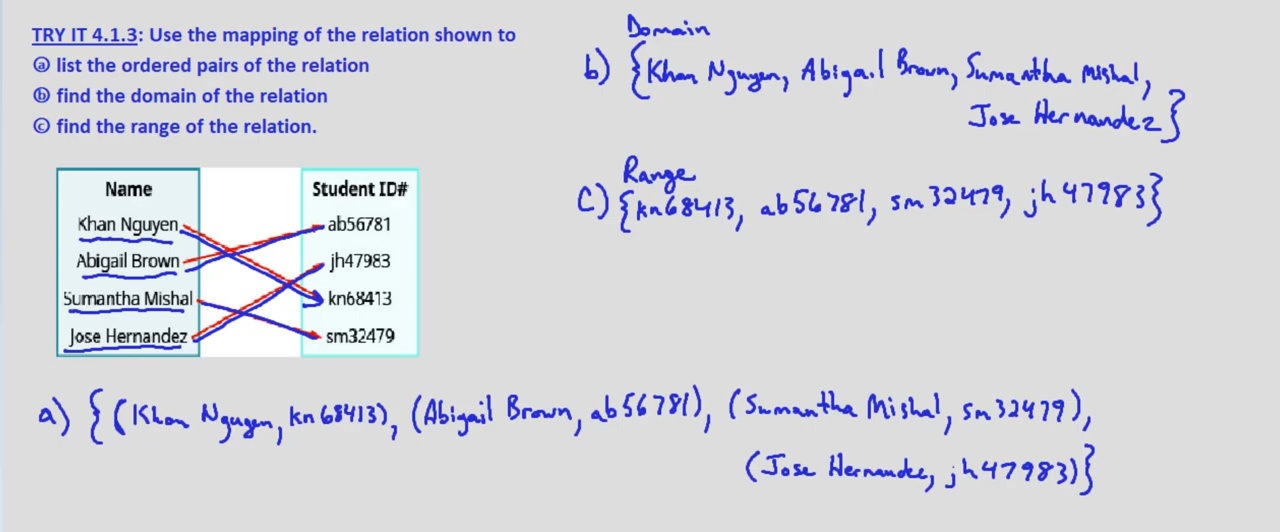 TRY IT 4.1.3: Use the mapping of the relation shown to
ⓐ list the ordered pairs of the relation
ⓑ find the domain of the relation
ⓒ find the range of the relation.
Name
Khan Nguyen
Abigail Brown
Sumantha Mishal
Jose Hernandez
Student ID#
ab56781
jh47983
kn68413
sm32479
Domain
b) {Khan Nguyen, Abigail Brown, Sumantha Mishal,
Jose Hernandez}
Range
c) {kn68413, ab56781, sm32479, jh47983}
a) {(Khan Nguyen, kn68413), (Abigail Brown, ab56781), (Sumantha Mishal, sm32479),
(Jose Hernandez, jh47983)}